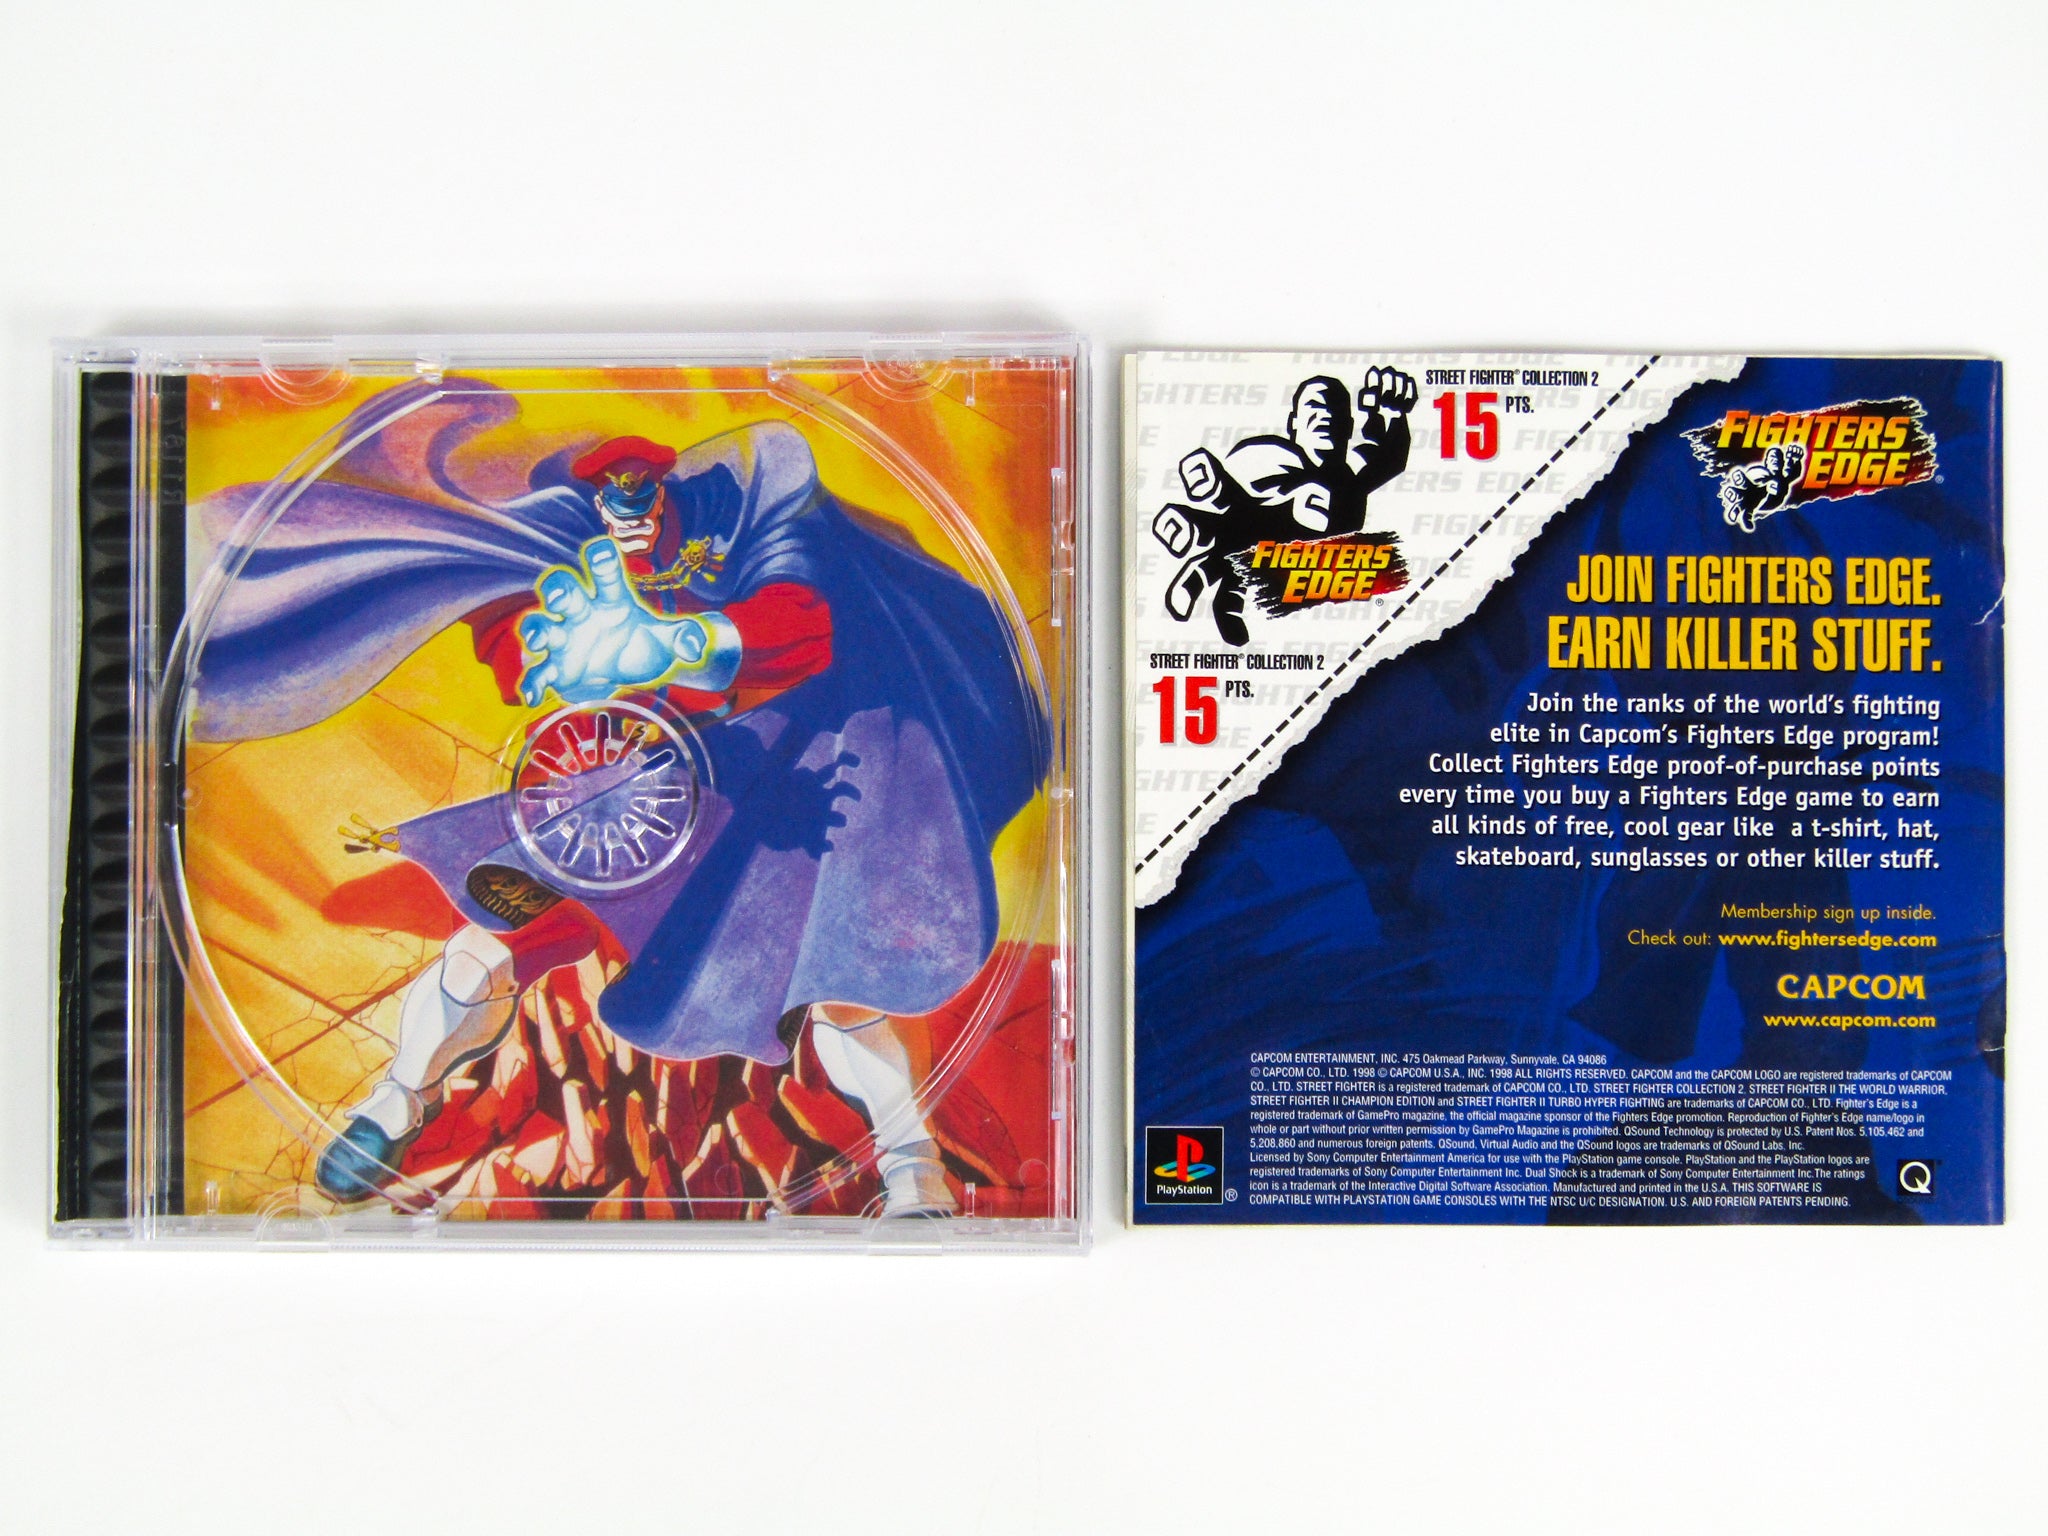 STREET FIGHTER® COLLECTION 2
15 PTS.
FIGHTERS
EDGE®
STREET FIGHTER® COLLECTION 2
15 PTS.
FIGHTERS
EDGE®
JOIN FIGHTERS EDGE.
EARN KILLER STUFF.
Join the ranks of the world's fighting
elite in Capcom's Fighters Edge program!
Collect Fighters Edge proof-of-purchase points
every time you buy a Fighters Edge game to earn
all kinds of free, cool gear like a t-shirt, hat,
skateboard, sunglasses or other killer stuff.
Membership sign up inside.
Check out: www.fightersedge.com
CAPCOM
www.capcom.com
CAPCOM ENTERTAINMENT, INC. 475 Oakmead Parkway, Sunnyvale, CA 94086
© CAPCOM CO., LTD. 1998 © CAPCOM U.S.A., INC. 1998 ALL RIGHTS RESERVED. CAPCOM and the CAPCOM LOGO are registered trademarks of CAPCOM
CO., LTD. STREET FIGHTER is a registered trademark of CAPCOM CO., LTD. STREET FIGHTER COLLECTION 2, STREET FIGHTER II THE WORLD WARRIOR,
STREET FIGHTER II CHAMPION EDITION and STREET FIGHTER II TURBO HYPER FIGHTING are trademarks of CAPCOM CO., LTD. Fighter's Edge is a
registered trademark of GamePro magazine, the official magazine sponsor of the Fighters Edge promotion. Reproduction of Fighter's Edge name/logo in
whole or part without prior written permission by GamePro Magazine is prohibited. QSound Technology is protected by U.S. Patent Nos. 5,105,462 and
5,208,860 and numerous foreign patents. QSound, Virtual Audio and the QSound logos are trademarks of QSound Labs, Inc.
Licensed by Sony Computer Entertainment America for use with the PlayStation game console. PlayStation and the PlayStation logos are
registered trademarks of Sony Computer Entertainment Inc. Dual Shock is a trademark of Sony Computer Entertainment Inc.The ratings
icon is a trademark of the Interactive Digital Software Association. Manufactured and printed in the U.S.A. THIS SOFTWARE IS
COMPATIBLE WITH PLAYSTATION GAME CONSOLES WITH THE NTSC U/C DESIGNATION. U.S. AND FOREIGN PATENTS PENDING.
PlayStation ®
Q